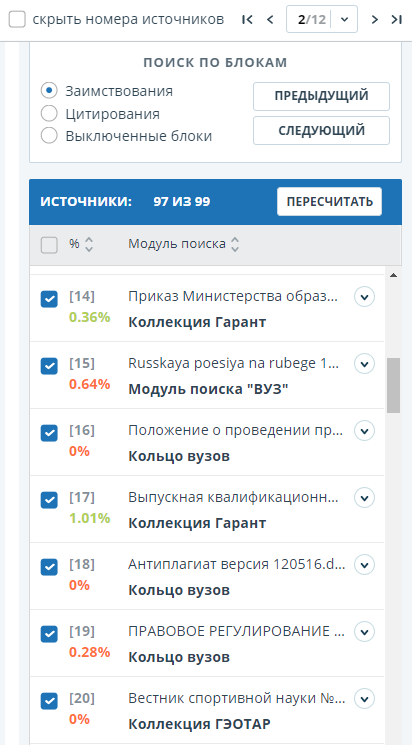 скрыть номера источников
2/12
ПОИСК ПО БЛОКАМ
Заимствования
Цитирования
Выключенные блоки
ПРЕДЫДУЩИЙ
СЛЕДУЮЩИЙ
ИСТОЧНИКИ: 97 ИЗ 99
ПЕРЕСЧИТАТЬ
% Модуль поиска
[14] Приказ Министерства образ...
0.36% Коллекция Гарант
[15] Russkaya poesiya na rubege 1...
0.64% Модуль поиска "ВУЗ"
[16] Положение о проведении пр...
0% Кольцо вузов
[17] Выпускная квалификационн...
1.01% Коллекция Гарант
[18] Антиплагиат версия 120516.d...
0% Кольцо вузов
[19] ПРАВОВОЕ РЕГУЛИРОВАНИЕ ...
0.28% Кольцо вузов
[20] Вестник спортивной науки №...
0% Коллекция ГЭОТАР